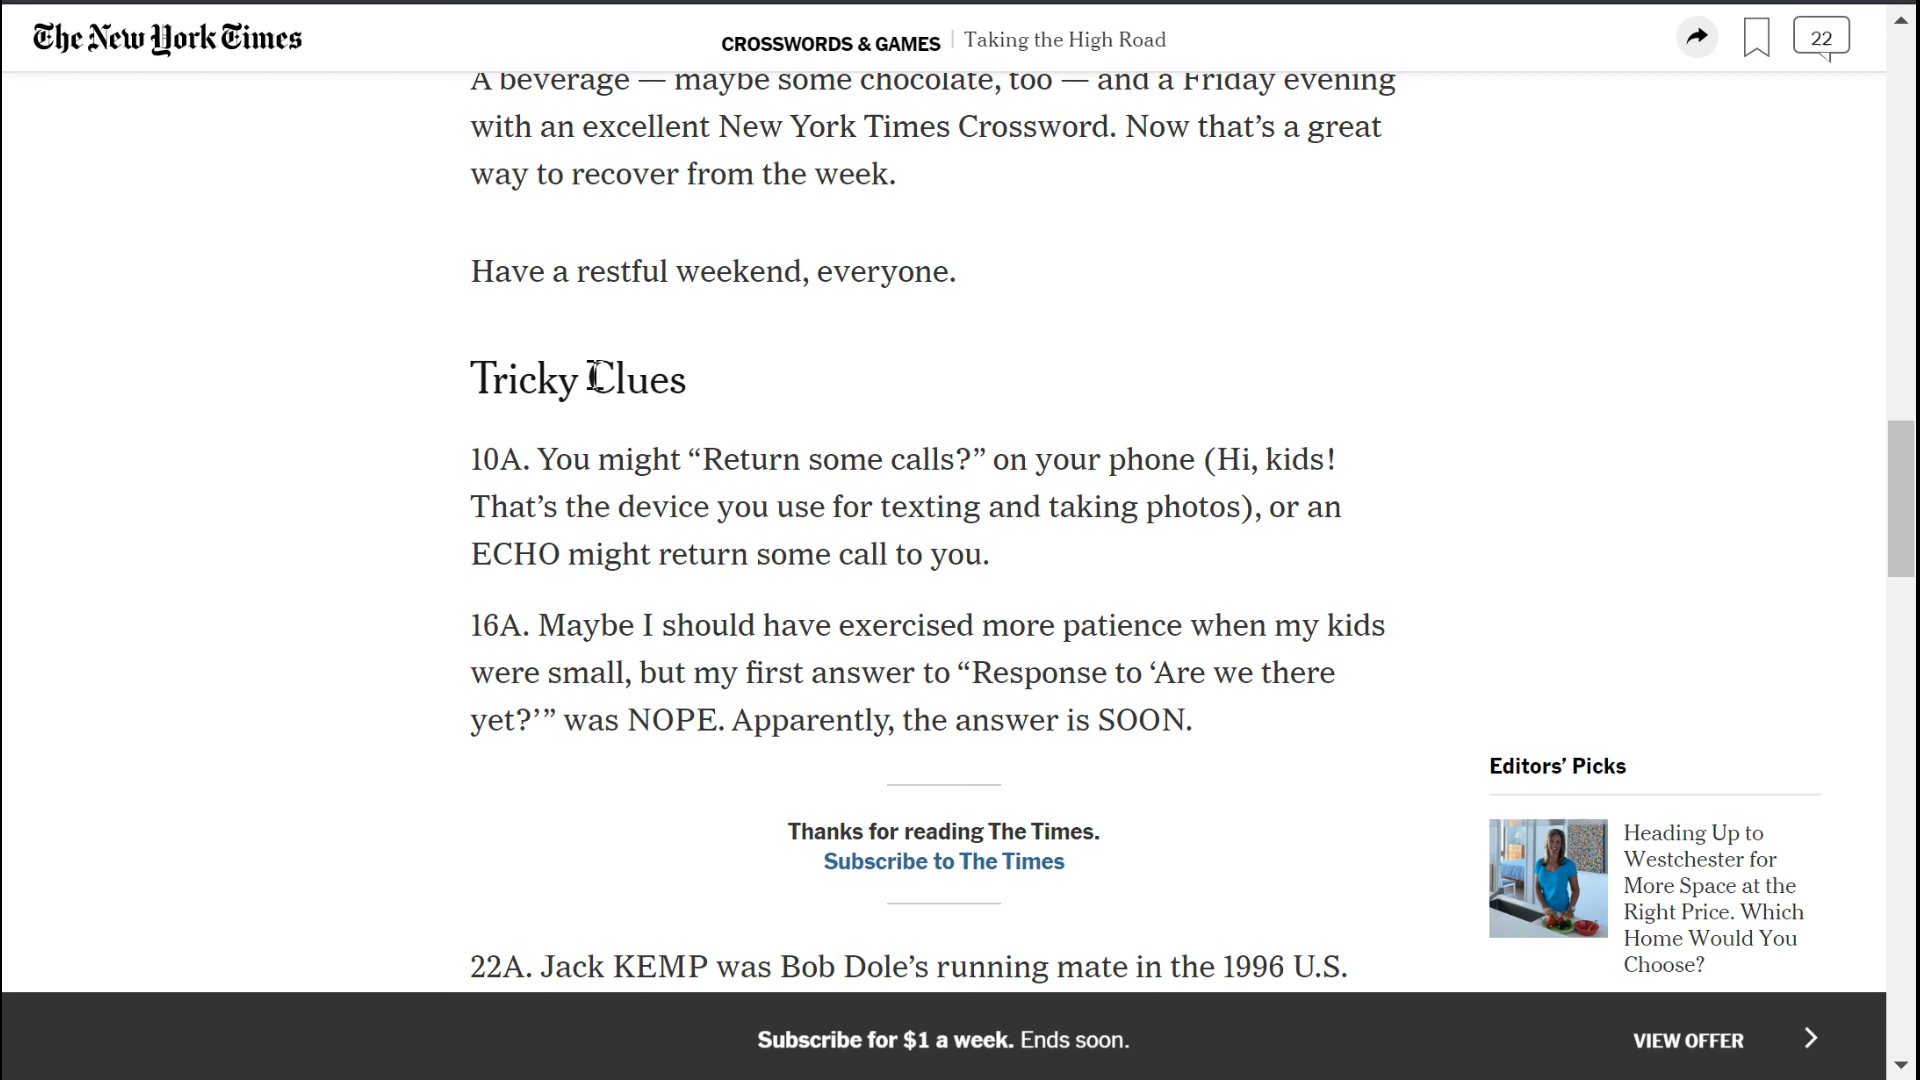 The New York Times
CROSSWORDS & GAMES | Taking the High Road
22
A beverage — maybe some chocolate, too — and a Friday evening
with an excellent New York Times Crossword. Now that’s a great
way to recover from the week.
Have a restful weekend, everyone.
Tricky Clues
10A. You might “Return some calls?” on your phone (Hi, kids!
That’s the device you use for texting and taking photos), or an
ECHO might return some call to you.
16A. Maybe I should have exercised more patience when my kids
were small, but my first answer to “Response to ‘Are we there
yet?’” was NOPE. Apparently, the answer is SOON.
Thanks for reading The Times.
Subscribe to The Times
22A. Jack KEMP was Bob Dole’s running mate in the 1996 U.S.
Editors’ Picks
Heading Up to
Westchester for
More Space at the
Right Price. Which
Home Would You
Choose?
Subscribe for $1 a week. Ends soon.
VIEW OFFER